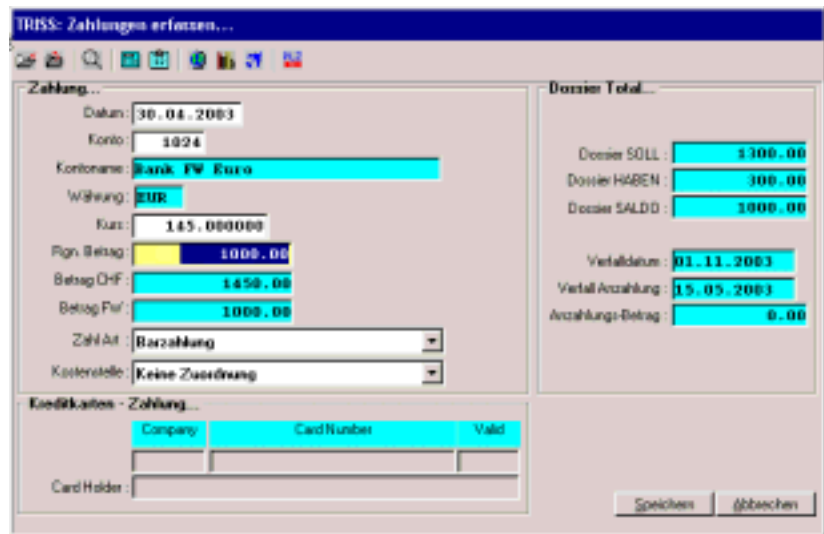 TRISS: Zahlungen erfassen...
Zahlung...
Datum : 30.04.2003
Konto : 1024
Kontoname : Bank FW Euro
Währung : EUR
Kurs : 145.000000
Rgn. Betrag : 1000.00
Betrag CHF : 1450.00
Betrag FW : 1000.00
Zahl Art : Barzahlung
Kostenstelle : Keine Zuordnung
Dossier Total...
Dossier SOLL : 1300.00
Dossier HABEN : 300.00
Dossier SALDO : 1000.00
Verfalldatum : 01.11.2003
Verfall Anzahlung : 15.05.2003
Anzahlungs-Betrag : 0.00
Kreditkarten - Zahlung...
Company Card Number Valid
Card Holder :
Speichern Abbrechen